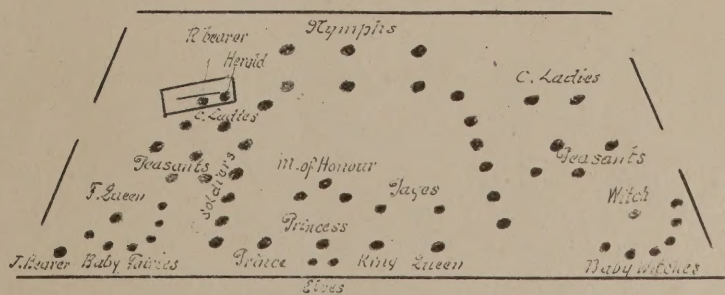 Nymphs
R'bearer
Herald
C. Ladies
C. Ladies
Peasants
Soldiers
M. of Honour
Peasants
F. Queen
Pages
Witch
Princess
T. Bearer
Baby Fairies
Prince
King
Queen
Baby Witches
Elves